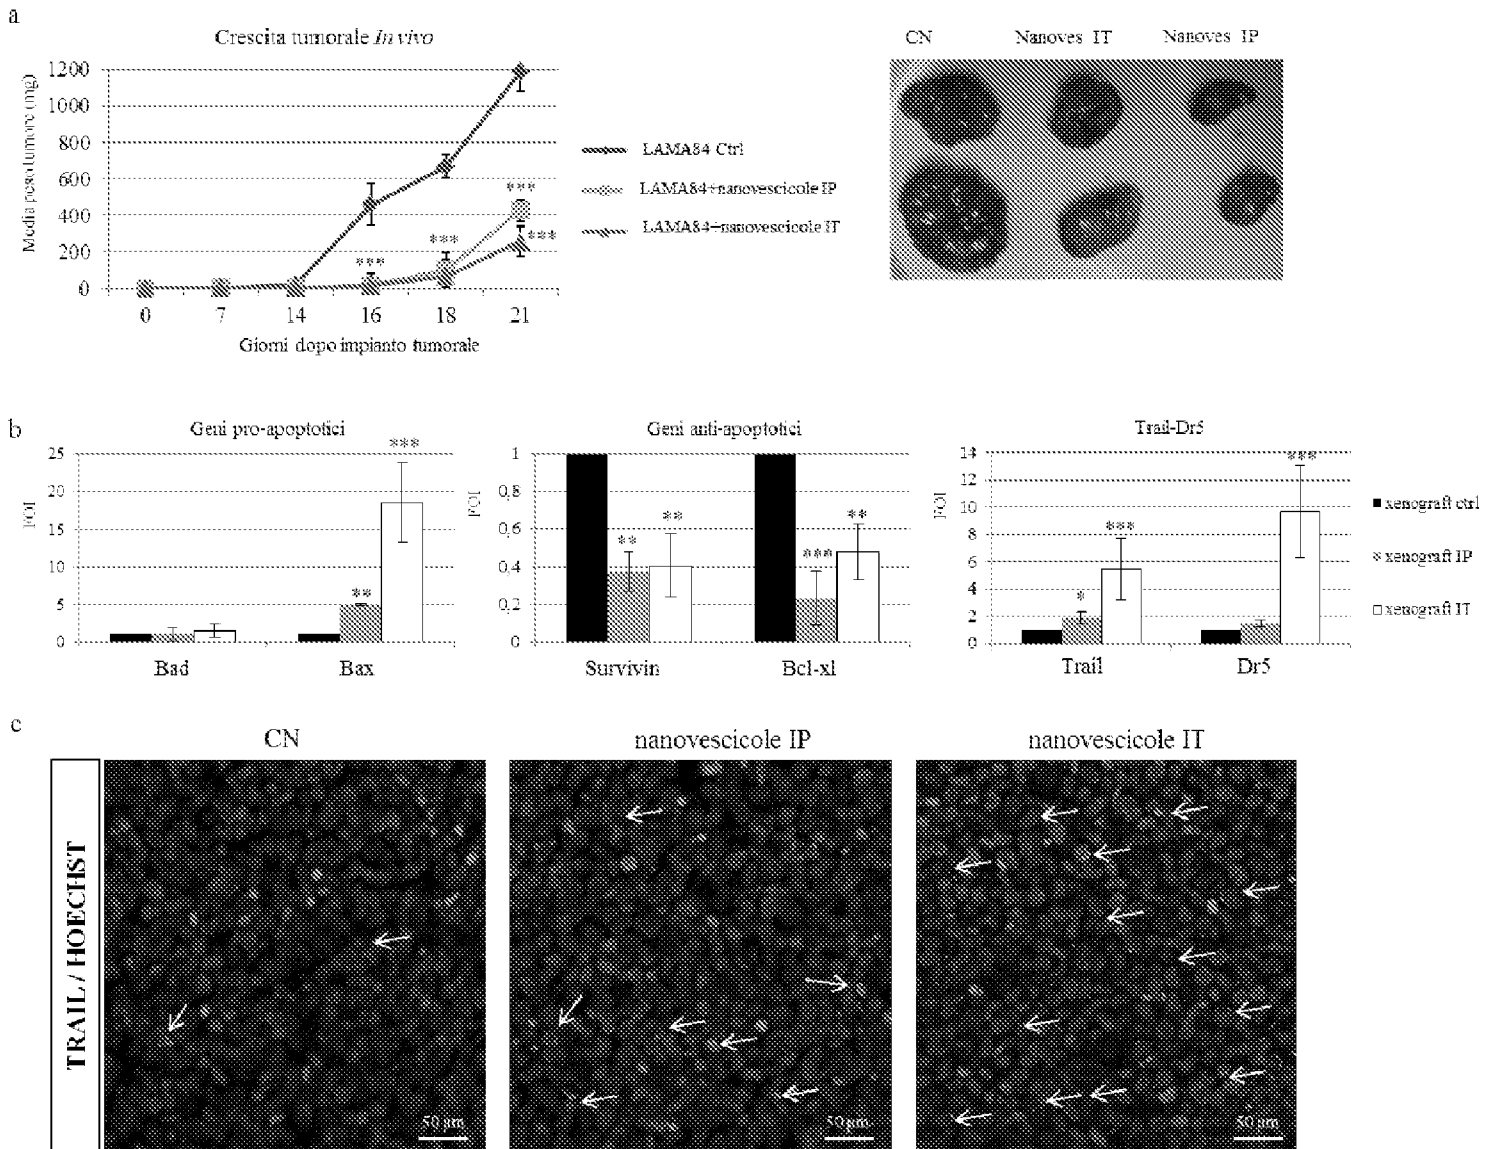 a
Crescita tumorale In vivo
Media peso tumore (mg)
1200
1000
800
600
400
200
0
***
***
***
***
0 7 14 16 18 21
Giorni dopo impianto tumorale
LAMA84 Ctrl
LAMA84+nanovescicole IP
LAMA84+nanovescicole IT
CN Nanoves IT Nanoves IP
b
Geni pro-apoptotici
FOI
25
20
15
10
5
0
**
***
Bad Bax
Geni anti-apoptotici
FOI
1
0,8
0,6
0,4
0,2
0
**
**
***
**
Survivin Bcl-xl
Trail-Dr5
FOI
14
12
10
8
6
4
2
0
*
***
***
Trail Dr5
xenograft ctrl
xenograft IP
xenograft IT
c
CN nanovescicole IP nanovescicole IT
TRAIL / HOECHST
50 µm
50 µm
50 µm